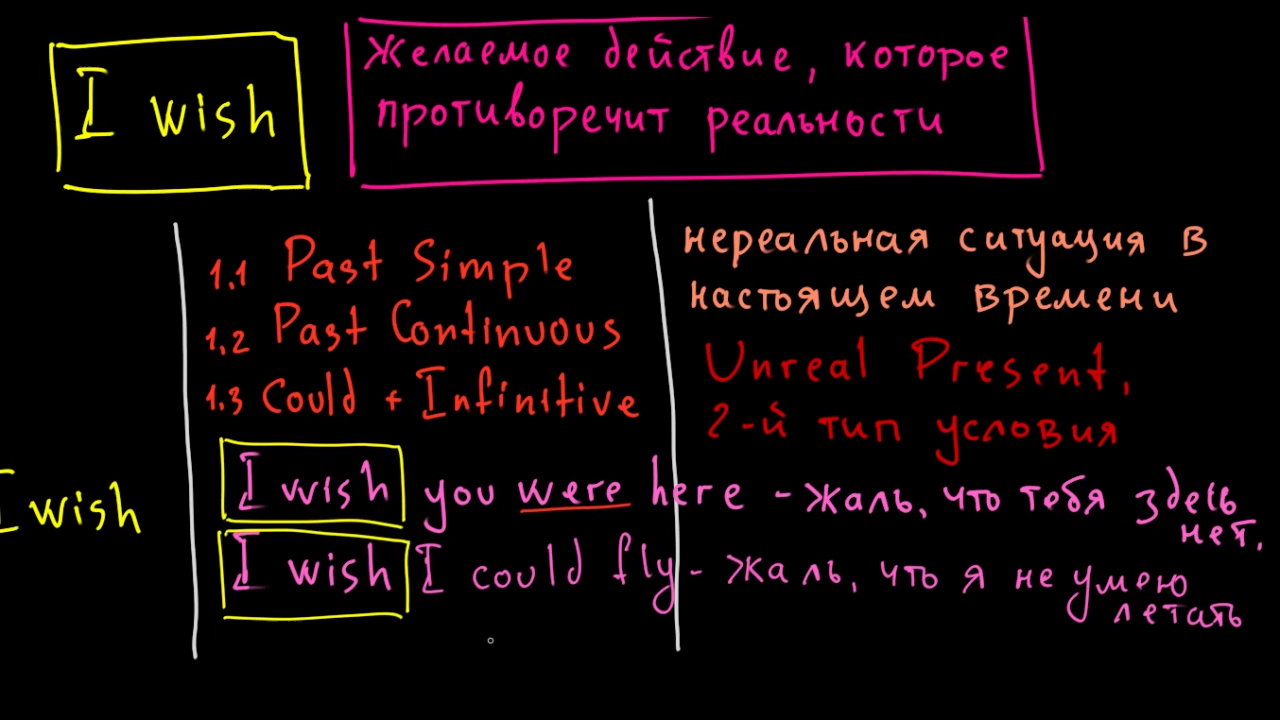 I wish
Желаемое действие, которое
противоречит реальности
1.1 Past Simple
1.2 Past Continuous
1.3 Could + Infinitive
нереальная ситуация в
настоящем времени
Unreal Present,
2-й тип условия
I wish
I wish you were here - жаль, что тебя здесь
нет.
I wish I could fly - жаль, что я не умею
летать